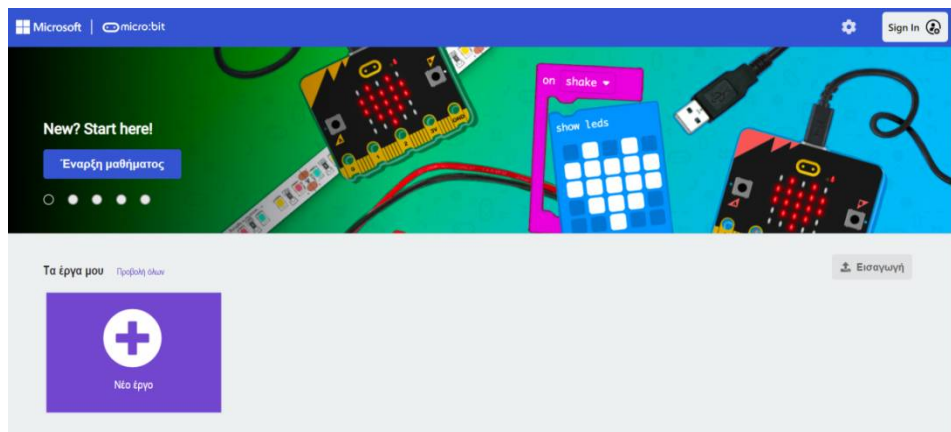 Microsoft | micro:bit
Sign In
on shake
show leds
New? Start here!
Έναρξη μαθήματος
Τα έργα μου Προβολή όλων
Εισαγωγή
Νέο έργο